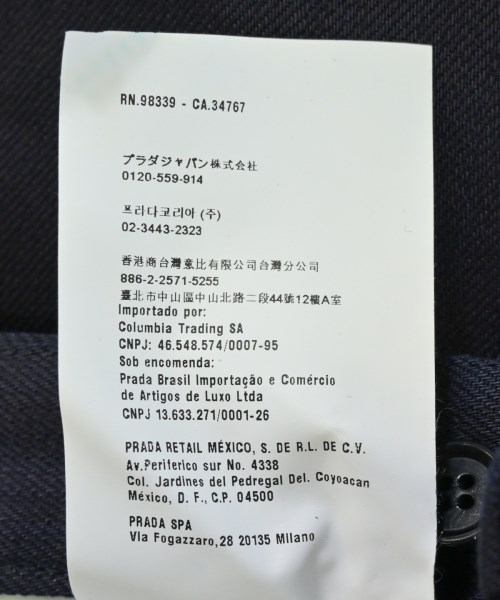 RN.98339 - CA.34767
プラダジャパン株式会社
0120-559-914
프라다코리아 (주)
02-3443-2323
香港商台灣意比有限公司台灣分公司
886-2-2571-5255
臺北市中山區中山北路二段44號12樓A室
Importado por:
Columbia Trading SA
CNPJ: 46.548.574/0007-95
Sob encomenda:
Prada Brasil Importação e Comércio
de Artigos de Luxo Ltda
CNPJ 13.633.271/0001-26
PRADA RETAIL MÉXICO, S. DE R.L. DE C.V.
Av.Periferico sur No. 4338
Col. Jardines del Pedregal Del. Coyoacan
México, D. F., C.P. 04500
PRADA SPA
Via Fogazzaro,28 20135 Milano